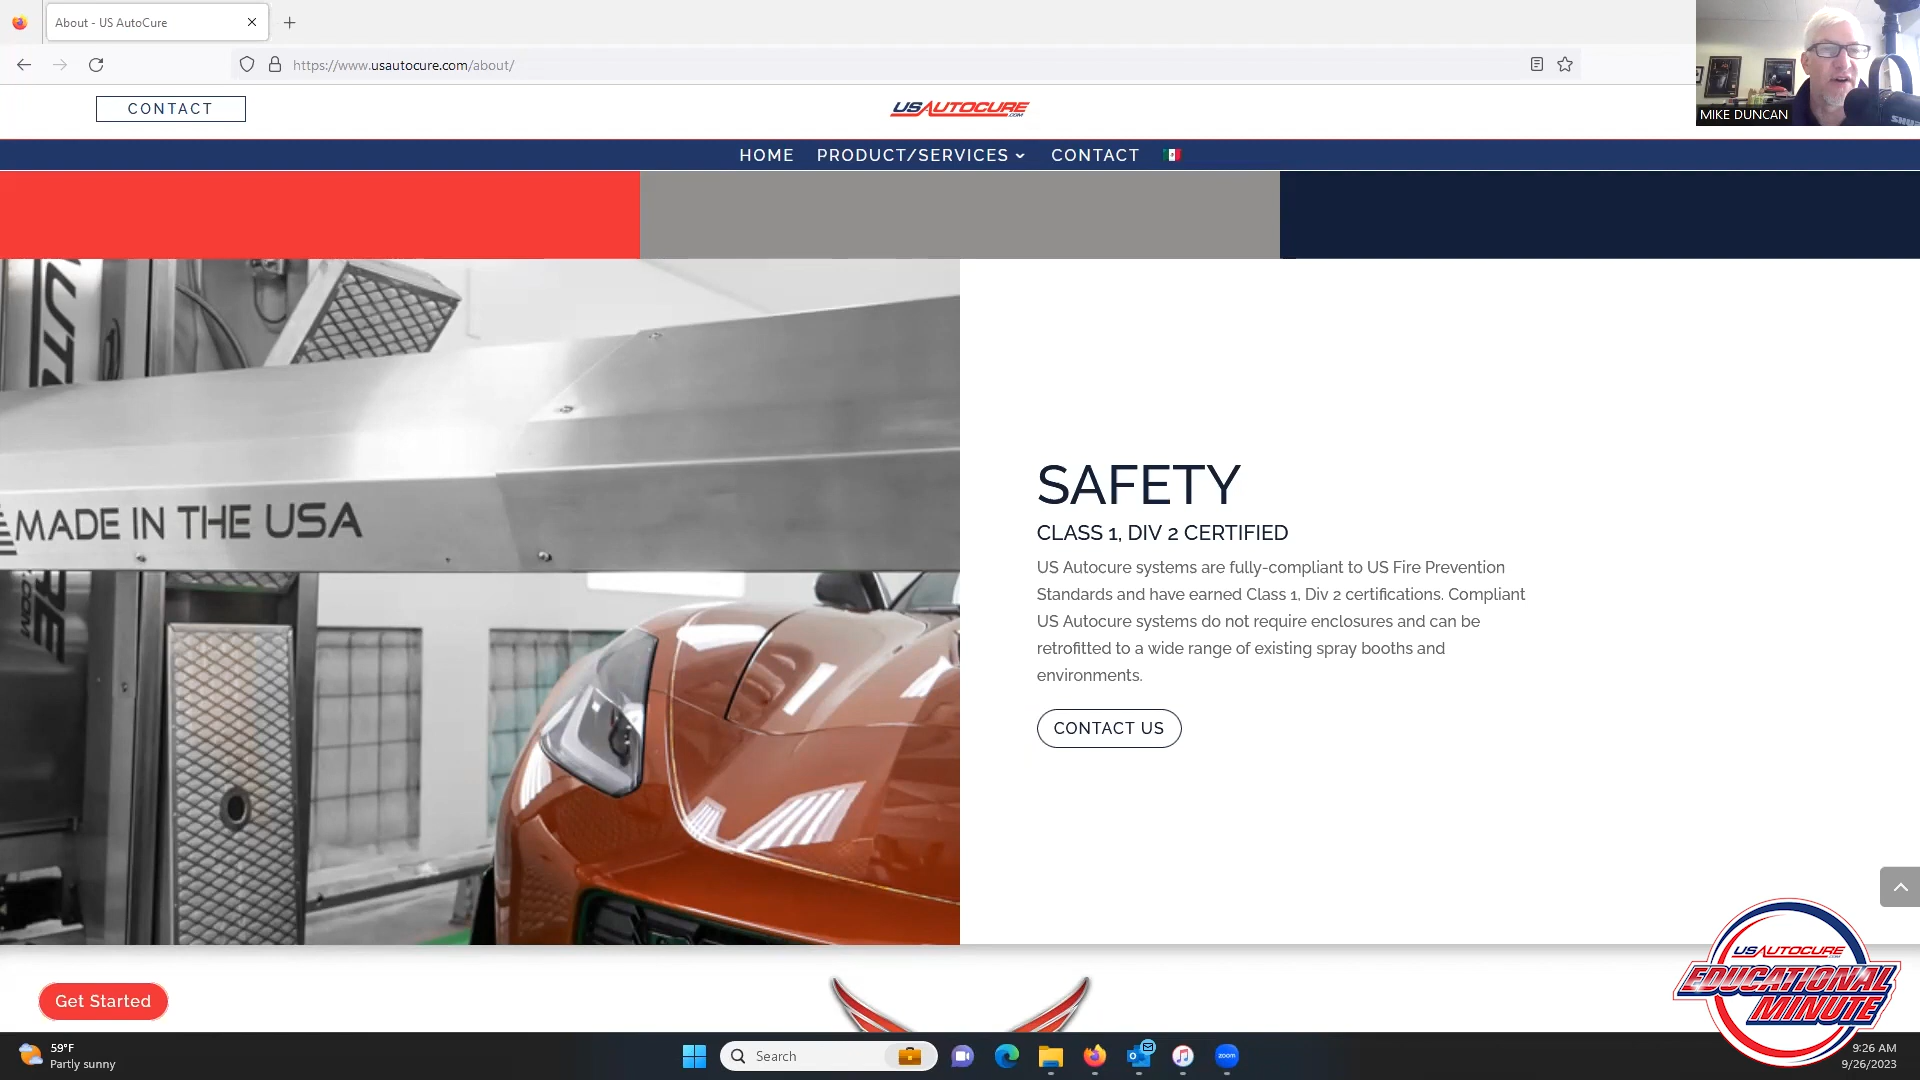 About - US AutoCure
https://www.usautocure.com/about/
MIKE DUNCAN
CONTACT
USAUTOCURE
.COM
HOME PRODUCT/SERVICES CONTACT
MADE IN THE USA
SAFETY
CLASS 1, DIV 2 CERTIFIED
US Autocure systems are fully-compliant to US Fire Prevention
Standards and have earned Class 1, Div 2 certifications. Compliant
US Autocure systems do not require enclosures and can be
retrofitted to a wide range of existing spray booths and
environments.
CONTACT US
Get Started
USAUTOCURE
EDUCATIONAL
MINUTE
59°F
Partly sunny
Search
zoom
9:26 AM
9/26/2023